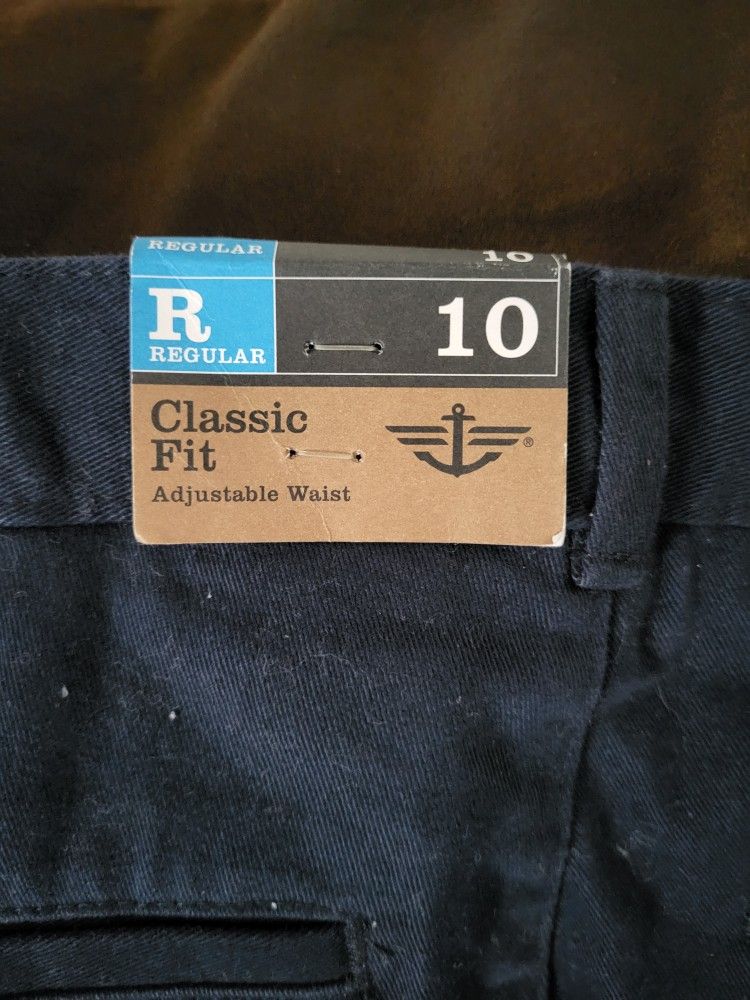 REGULAR 10
R
REGULAR
10
Classic
Fit
Adjustable Waist
®